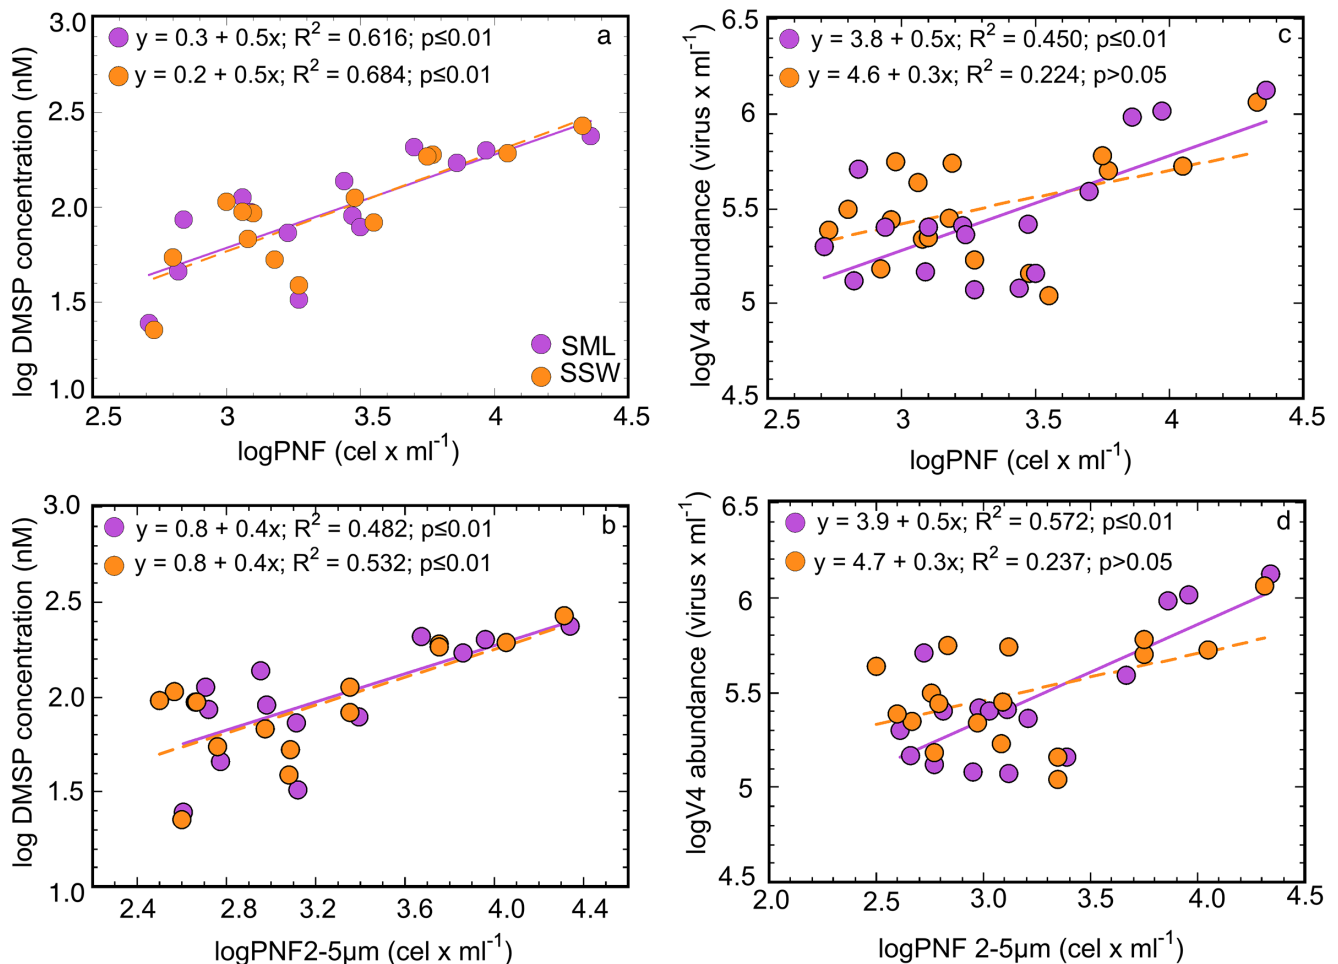 y = 0.3 + 0.5x; R2 = 0.616; p≤0.01
y = 0.2 + 0.5x; R2 = 0.684; p≤0.01
a
log DMSP concentration (nM)
3.0
2.5
2.0
1.5
1.0
SML
SSW
2.5 3 3.5 4 4.5
logPNF (cel x ml-1)
y = 3.8 + 0.5x; R2 = 0.450; p≤0.01
y = 4.6 + 0.3x; R2 = 0.224; p>0.05
c
logV4 abundance (virus x ml-1)
6.5
6
5.5
5
4.5
2.5 3 3.5 4 4.5
logPNF (cel x ml-1)
y = 0.8 + 0.4x; R2 = 0.482; p≤0.01
y = 0.8 + 0.4x; R2 = 0.532; p≤0.01
b
log DMSP concentration (nM)
3.0
2.5
2.0
1.5
1.0
2.4 2.8 3.2 3.6 4.0 4.4
logPNF2-5µm (cel x ml-1)
y = 3.9 + 0.5x; R2 = 0.572; p≤0.01
y = 4.7 + 0.3x; R2 = 0.237; p>0.05
d
logV4 abundance (virus x ml-1)
6.5
6
5.5
5
4.5
2.0 2.5 3.0 3.5 4.0 4.5
logPNF 2-5µm (cel x ml-1)